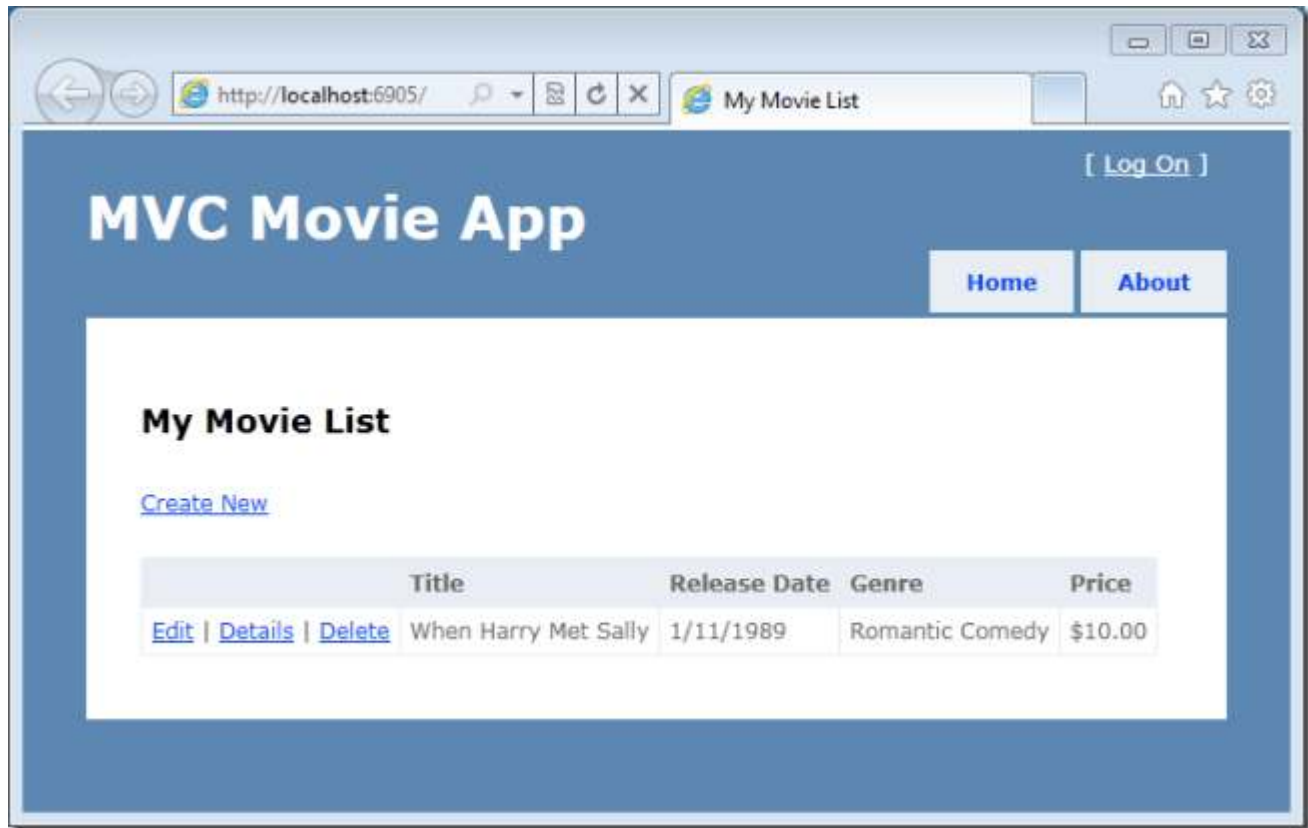 http://localhost:6905/
My Movie List
[ Log On ]
MVC Movie App
Home About
My Movie List
Create New
Title Release Date Genre Price
Edit | Details | Delete When Harry Met Sally 1/11/1989 Romantic Comedy $10.00